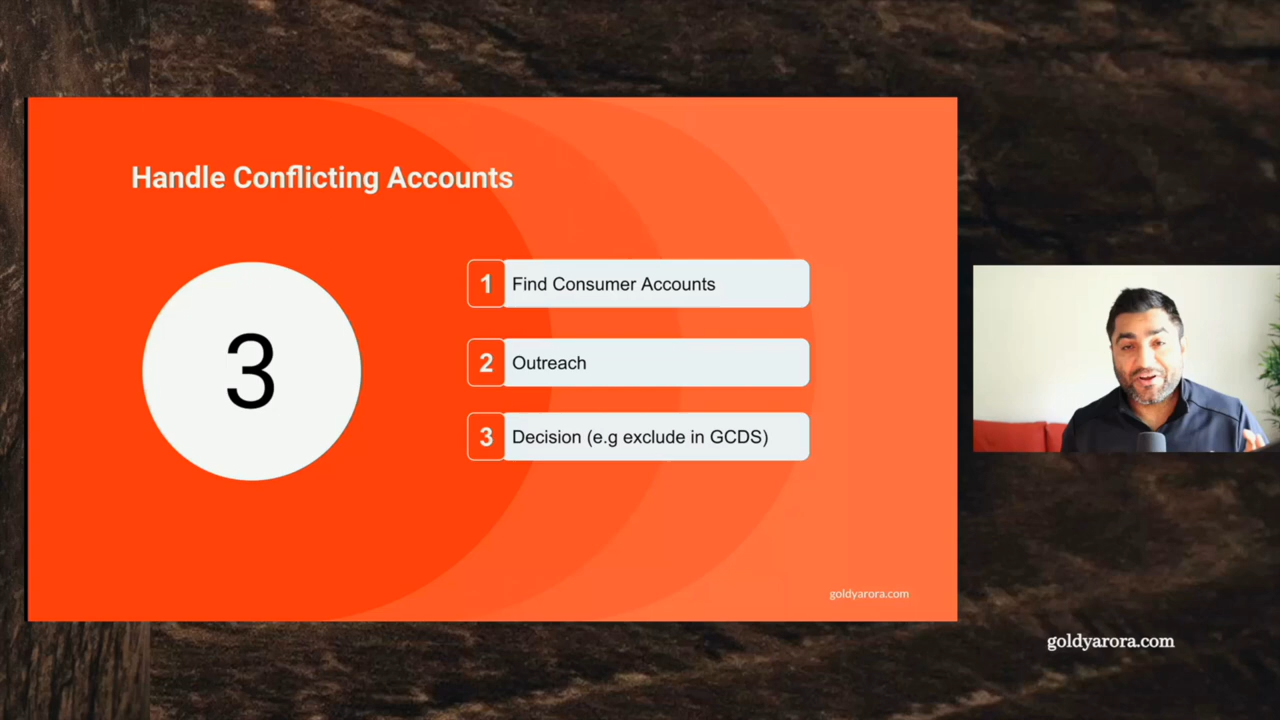 Handle Conflicting Accounts
3
1 Find Consumer Accounts
2 Outreach
3 Decision (e.g exclude in GCDS)
goldyarora.com
goldyarora.com